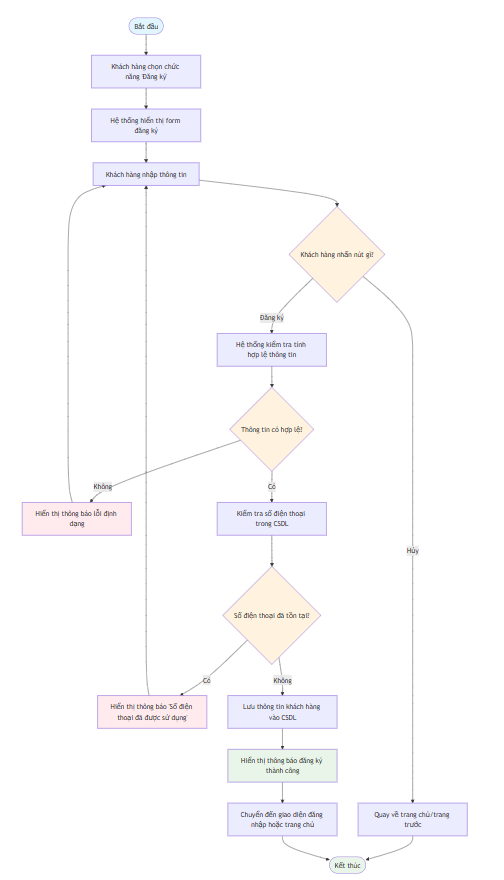 Bắt đầu
Khách hàng chọn chức
năng 'Đăng ký'
Hệ thống hiển thị form
đăng ký
Khách hàng nhập thông tin
Khách hàng nhấn nút gì?
Đăng ký
Hệ thống kiểm tra tính
hợp lệ thông tin
Thông tin có hợp lệ?
Không
Có
Hiển thị thông báo lỗi định
dạng
Kiểm tra số điện thoại
trong CSDL
Hủy
Số điện thoại đã tồn tại?
Có
Không
Hiển thị thông báo 'Số điện
thoại đã được sử dụng'
Lưu thông tin khách hàng
vào CSDL
Hiển thị thông báo đăng ký
thành công
Chuyển đến giao diện đăng
nhập hoặc trang chủ
Quay về trang chủ/trang
trước
Kết thúc